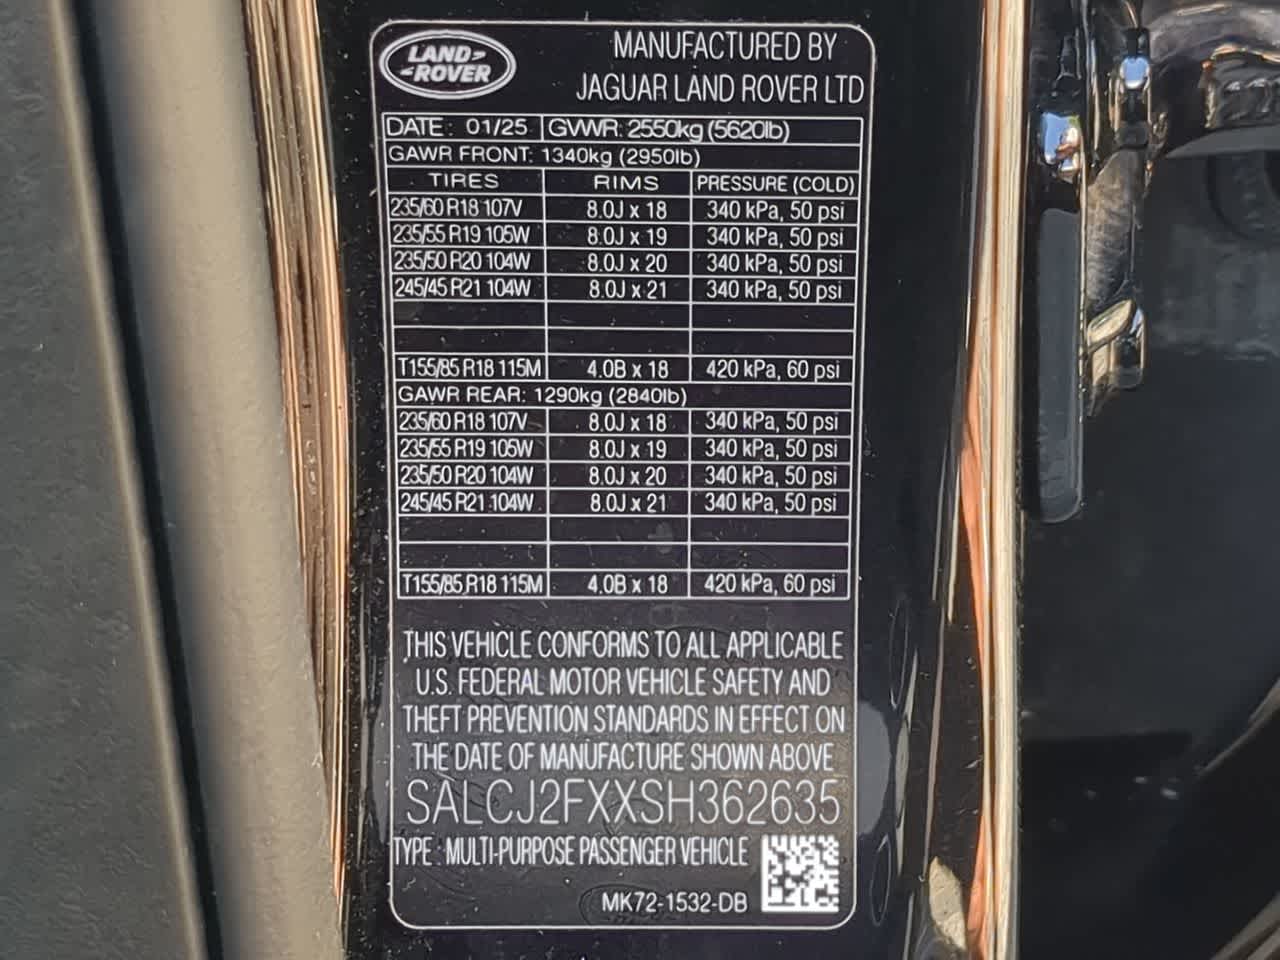 LAND-
-ROVER
MANUFACTURED BY
JAGUAR LAND ROVER LTD
DATE: 01/25 GVWR: 2550kg (5620lb)
GAWR FRONT: 1340kg (2950lb)
TIRES RIMS PRESSURE (COLD)
235/60 R18 107V 8.0J x 18 340 kPa, 50 psi
235/55 R19 105W 8.0J x 19 340 kPa, 50 psi
235/50 R20 104W 8.0J x 20 340 kPa, 50 psi
245/45 R21 104W 8.0J x 21 340 kPa, 50 psi
T155/85 R18 115M 4.0B x 18 420 kPa, 60 psi
GAWR REAR: 1290kg (2840lb)
235/60 R18 107V 8.0J x 18 340 kPa, 50 psi
235/55 R19 105W 8.0J x 19 340 kPa, 50 psi
235/50 R20 104W 8.0J x 20 340 kPa, 50 psi
245/45 R21 104W 8.0J x 21 340 kPa, 50 psi
T155/85 R18 115M 4.0B x 18 420 kPa, 60 psi
THIS VEHICLE CONFORMS TO ALL APPLICABLE
U.S. FEDERAL MOTOR VEHICLE SAFETY AND
THEFT PREVENTION STANDARDS IN EFFECT ON
THE DATE OF MANUFACTURE SHOWN ABOVE
SALCJ2FXXSH362635
TYPE : MULTI-PURPOSE PASSENGER VEHICLE
MK72-1532-DB